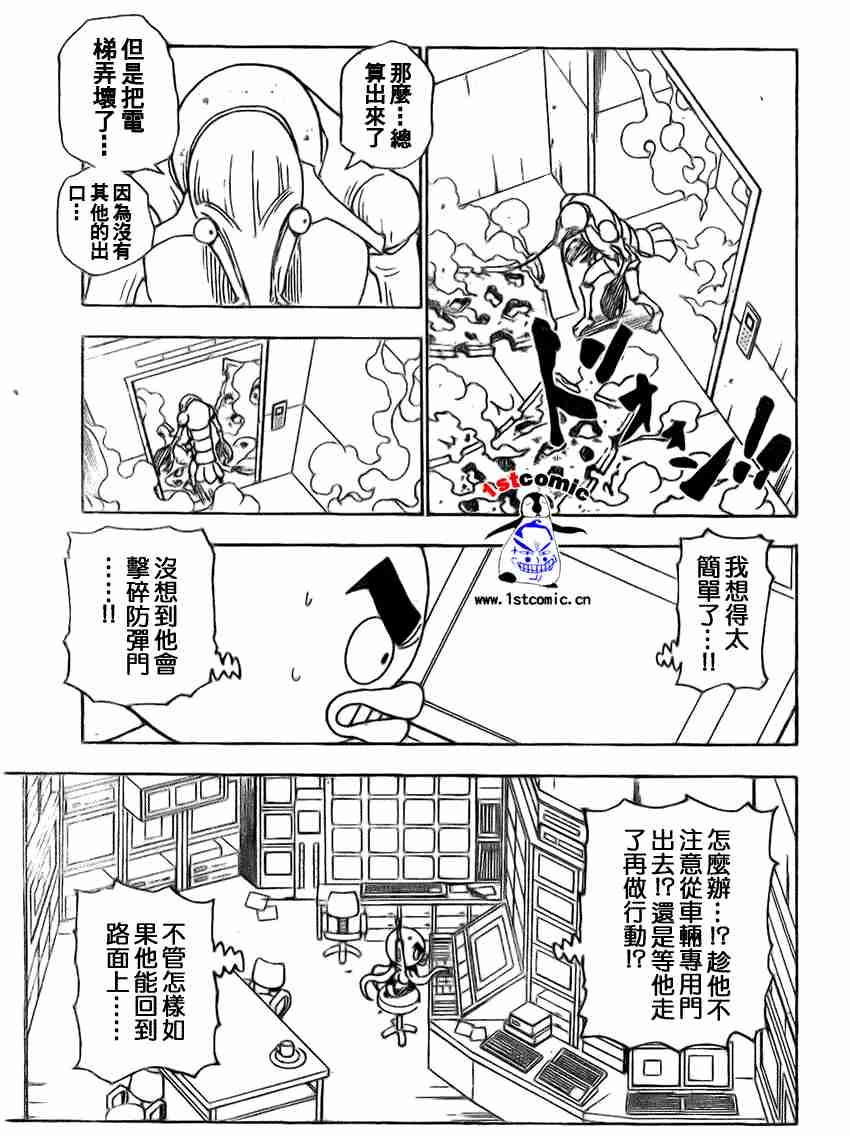 那麼…總
算出來了
但是把電
梯弄壞了…
因為沒有
其他的出
口…
ドオォン!!
1stcomic
www.1stcomic.cn
我想得太
簡單了…!!
沒想到他會
擊碎防彈門
……!!
怎麼辦…!?趁他不
注意從車輛專用門
出去!?還是等他走
了再做行動!?
不管怎樣如
果他能回到
路面上……